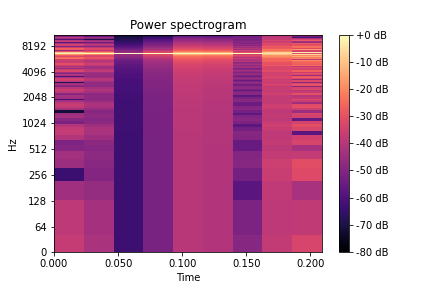 Power spectrogram
8192
4096
2048
1024
512
256
128
64
0
Hz
0.000
0.050
0.100
0.150
0.200
Time
+0 dB
-10 dB
-20 dB
-30 dB
-40 dB
-50 dB
-60 dB
-70 dB
-80 dB